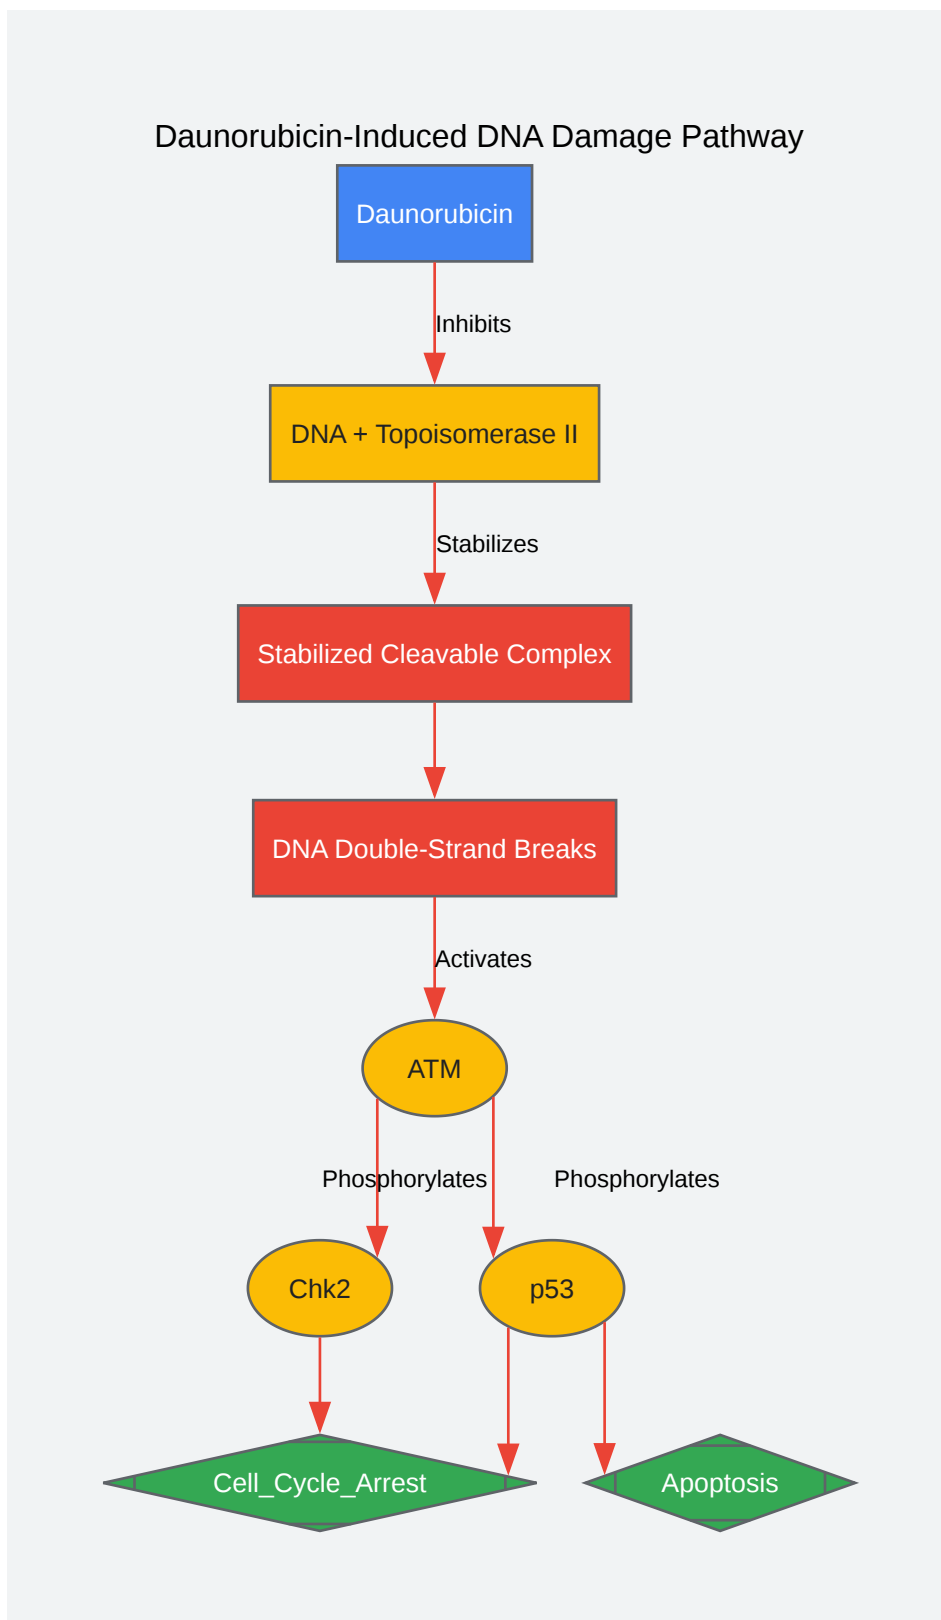 Daunorubicin-Induced DNA Damage Pathway
Daunorubicin
Inhibits
DNA + Topoisomerase II
Stabilizes
Stabilized Cleavable Complex
DNA Double-Strand Breaks
Activates
ATM
Phosphorylates
Phosphorylates
Chk2
p53
Cell_Cycle_Arrest
Apoptosis